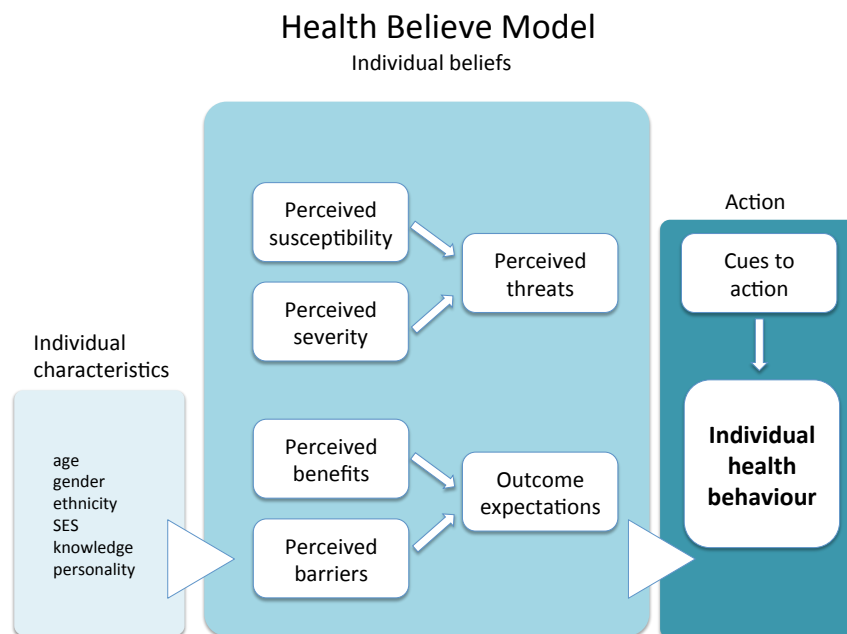 Health Believe Model
Individual beliefs
Individual
characteristics
age
gender
ethnicity
SES
knowledge
personality
Perceived
susceptibility
Perceived
severity
Perceived
threats
Perceived
benefits
Perceived
barriers
Outcome
expectations
Action
Cues to
action
Individual
health
behaviour